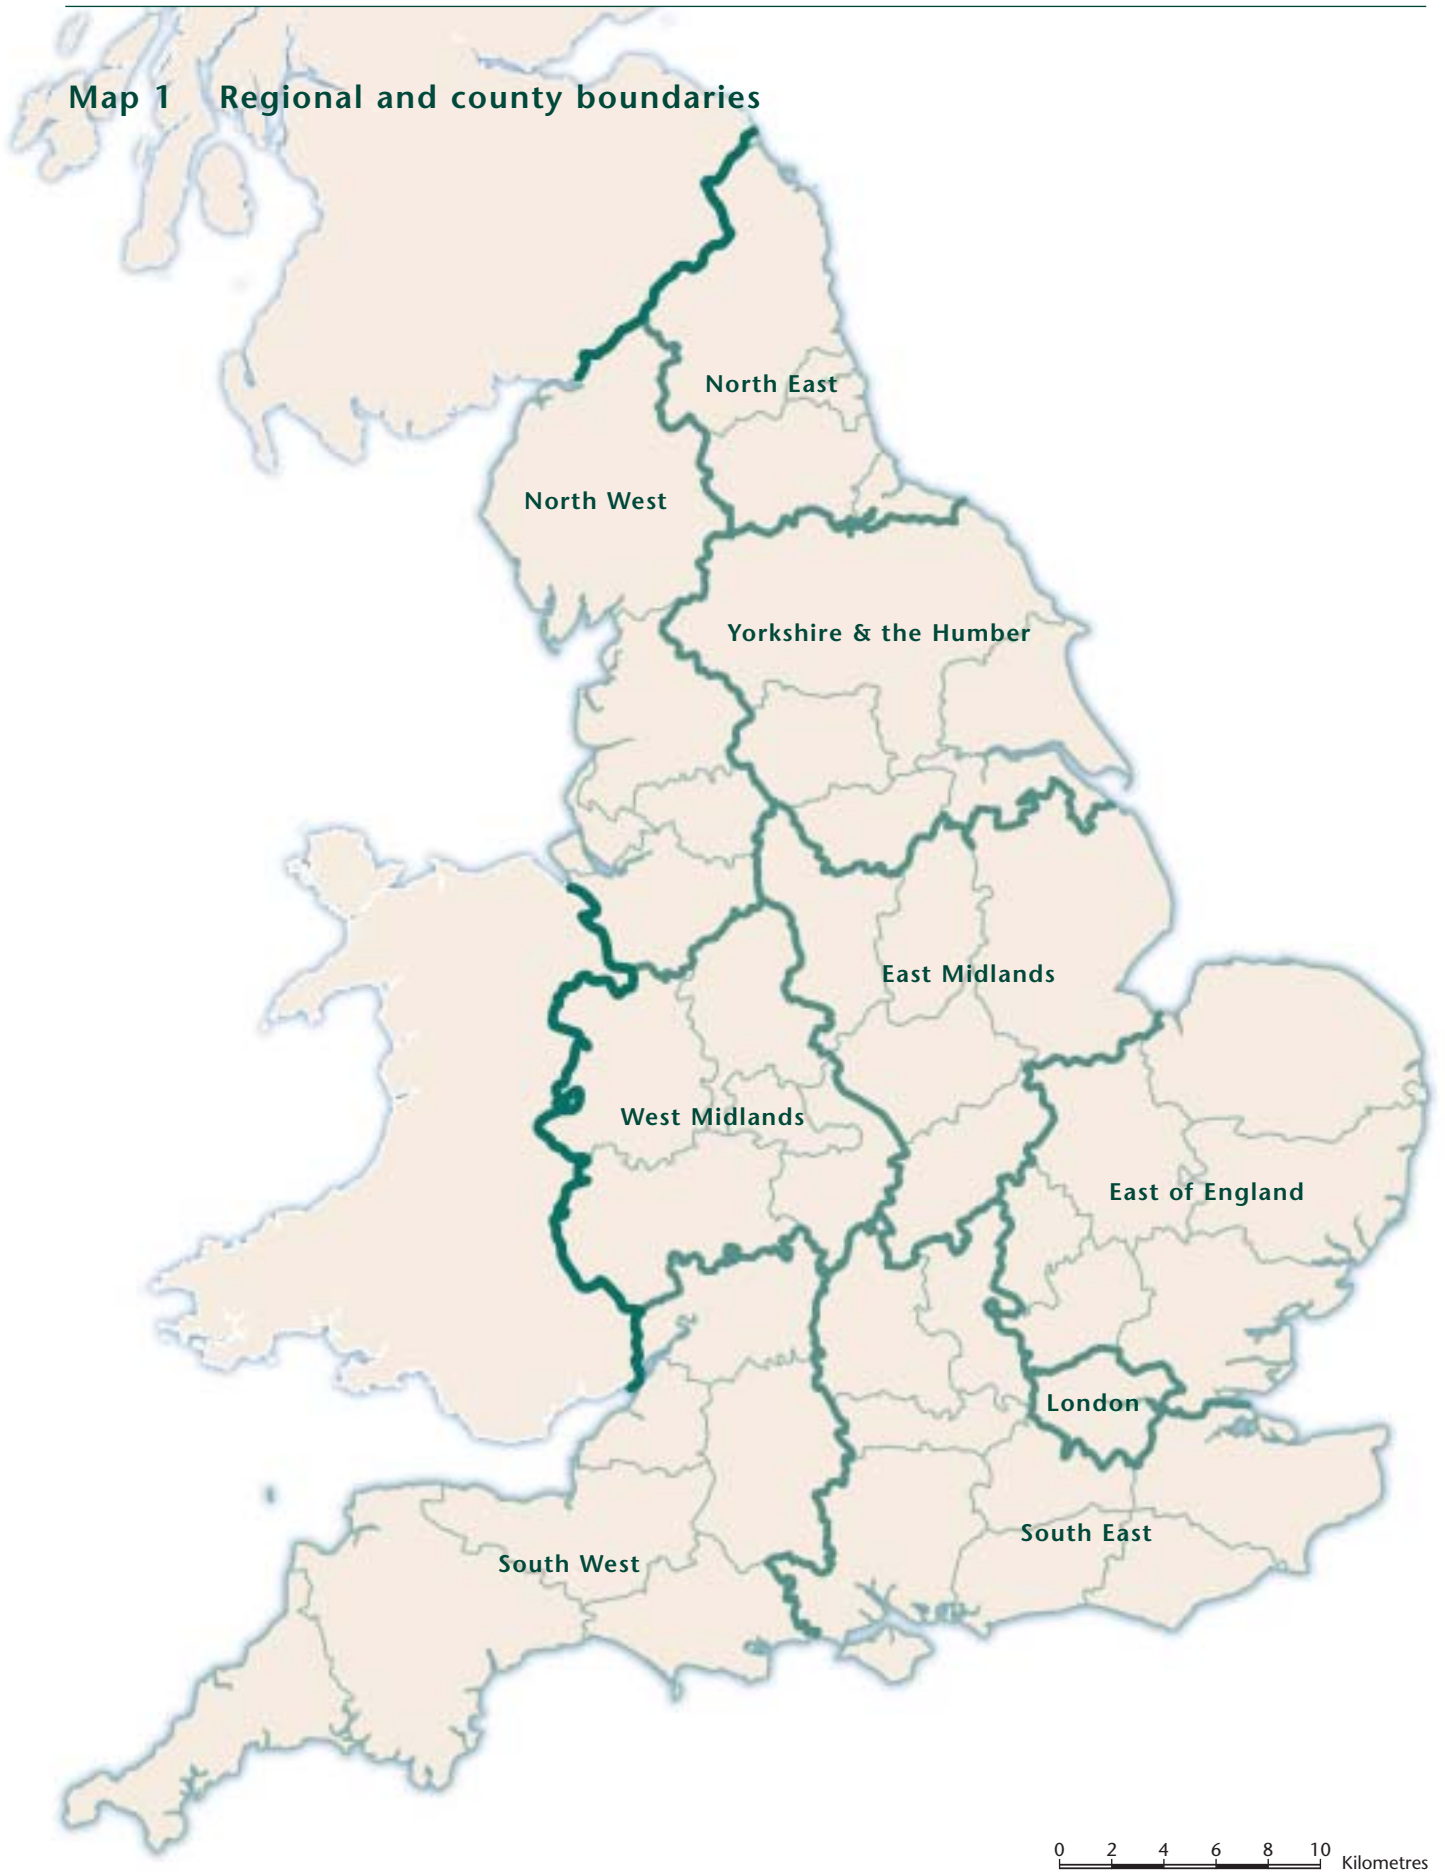 Map 1 Regional and county boundaries
North East
North West
Yorkshire & the Humber
East Midlands
West Midlands
East of England
London
South East
South West
0 2 4 6 8 10 Kilometres